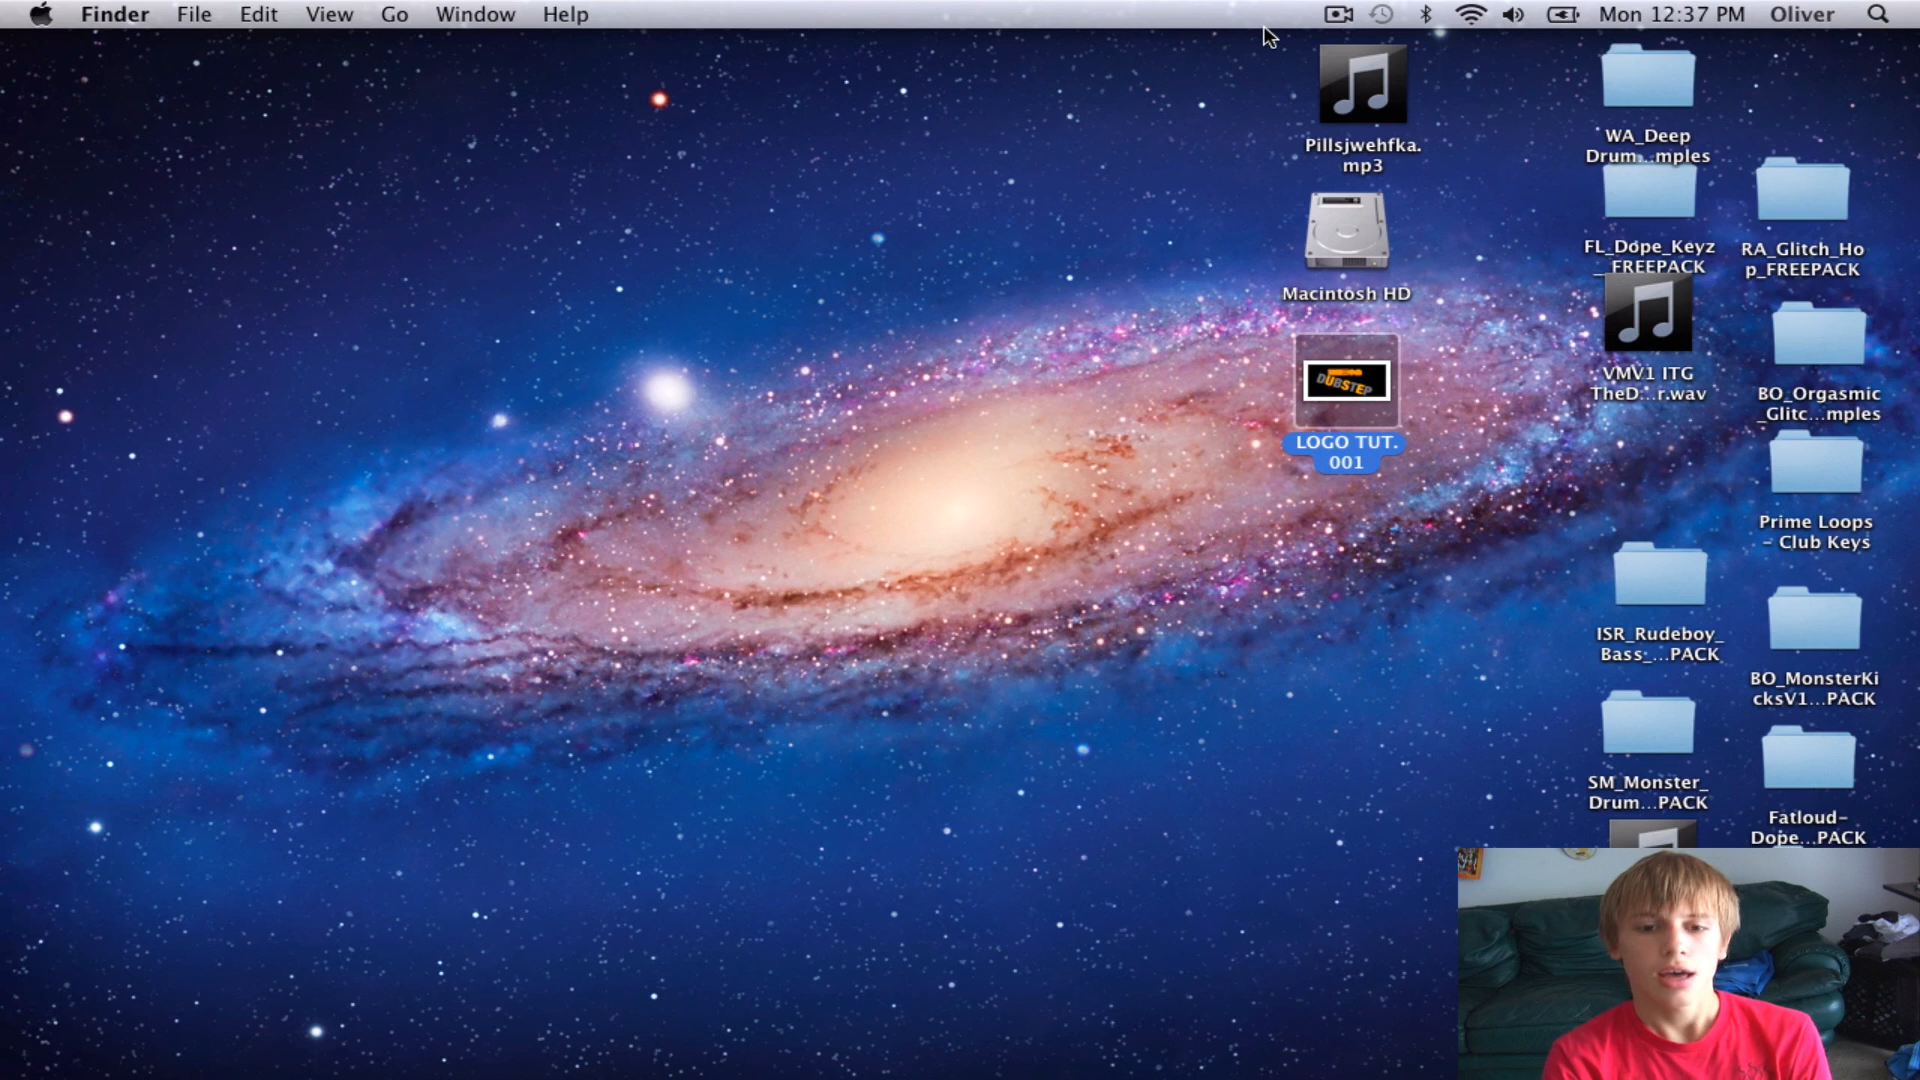 Finder File Edit View Go Window Help Mon 12:37 PM Oliver
Pillsjwehfka.
mp3
Macintosh HD
DUBSTEP
LOGO TUT.
001
WA_Deep
Drum...mples
FL_Dope_Keyz
_FREEPACK
VMV1 ITG
TheD...r.wav
ISR_Rudeboy_
Bass_...PACK
SM_Monster_
Drum...PACK
RA_Glitch_Ho
p_FREEPACK
BO_Orgasmic
_Glitc...mples
Prime Loops
- Club Keys
BO_MonsterKi
cksV1...PACK
Fatloud-
Dope...PACK